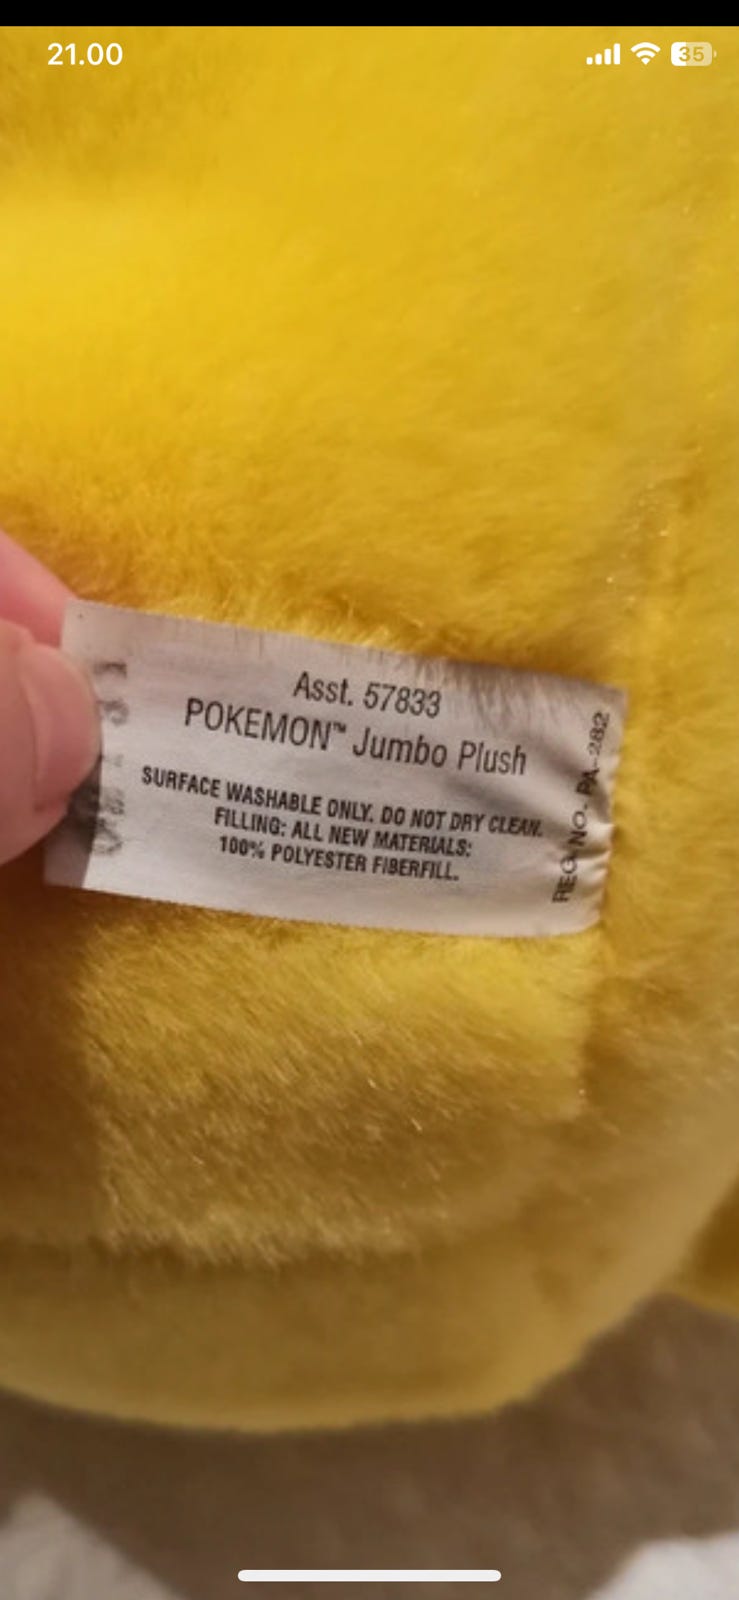 21.00
35
Asst. 57833
POKEMON™ Jumbo Plush
SURFACE WASHABLE ONLY. DO NOT DRY CLEAN.
FILLING: ALL NEW MATERIALS:
100% POLYESTER FIBERFILL.
REG. NO. PA-282